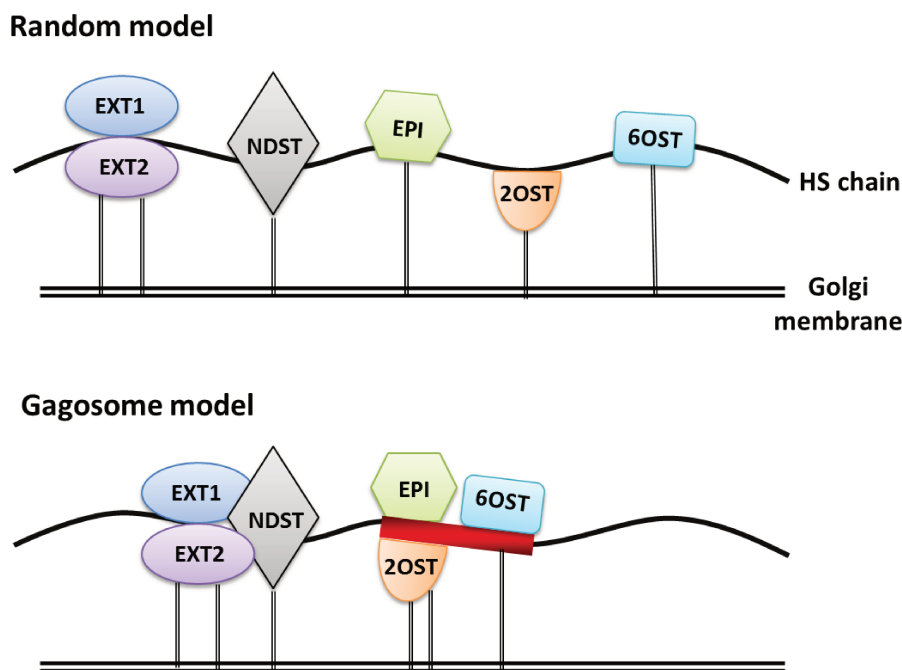 Random model
EXT1
EXT2
NDST
EPI
2OST
6OST
HS chain
Golgi
membrane
Gagosome model
EXT1
EXT2
NDST
EPI
2OST
6OST